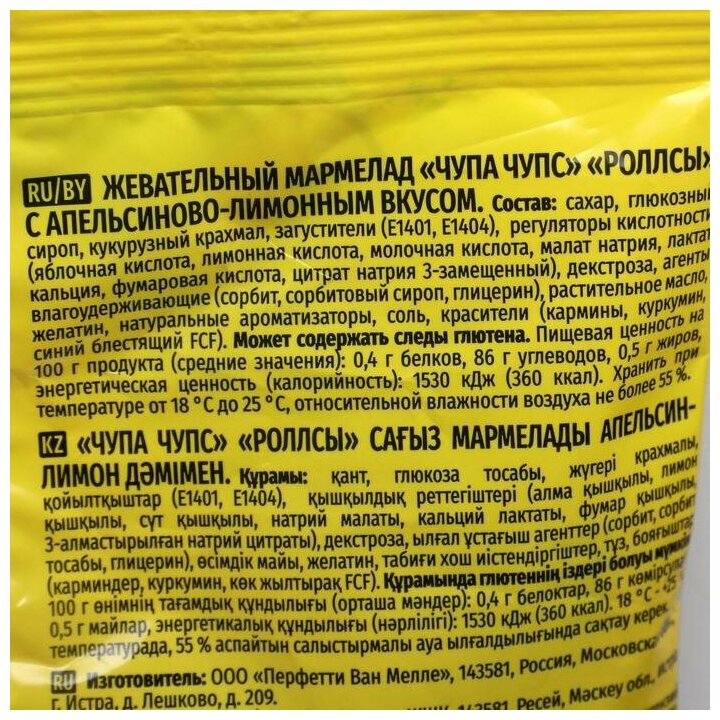 RU/BY ЖЕВАТЕЛЬНЫЙ МАРМЕЛАД «ЧУПА ЧУПС» «РОЛЛСЫ»
С АПЕЛЬСИНОВО-ЛИМОННЫМ ВКУСОМ. Состав: сахар, глюкозный
сироп, кукурузный крахмал, загустители (Е1401, Е1404), регуляторы кислотности
(яблочная кислота, лимонная кислота, молочная кислота, малат натрия, лактат
кальция, фумаровая кислота, цитрат натрия 3-замещенный), декстроза, агенты
влагоудерживающие (сорбит, сорбитовый сироп, глицерин), растительное масло,
желатин, натуральные ароматизаторы, соль, красители (кармины, куркумин,
синий блестящий FCF). Может содержать следы глютена. Пищевая ценность на
100 г продукта (средние значения): 0,4 г белков, 86 г углеводов, 0,5 г жиров,
энергетическая ценность (калорийность): 1530 кДж (360 ккал). Хранить при
температуре от 18 °С до 25 °С, относительной влажности воздуха не более 55 %.
KZ «ЧУПА ЧУПС» «РОЛЛСЫ» САҒЫЗ МАРМЕЛАДЫ АПЕЛЬСИН-
ЛИМОН ДӘМІМЕН. Құрамы: қант, глюкоза тосабы, жүгері крахмалы,
қойылтқыштар (Е1401, Е1404), қышқылдық реттегіштері (алма қышқылы, лимон
қышқылы, сүт қышқылы, натрий малаты, кальций лактаты, фумар қышқылы,
3-алмастырылған натрий цитраты), декстроза, ылғал ұстағыш агенттер (сорбит, сорбит
тосабы, глицерин), өсімдік майы, желатин, табиғи хош иістендіргіштер, тұз, бояғыштар
(карминдер, куркумин, көк жылтырақ FCF). Құрамында глютеннің іздері болуы мүмкін.
100 г өнімнің тағамдық құндылығы (орташа мәндер): 0,4 г белоктар, 86 г көмірсулар,
0,5 г майлар, энергетикалық құндылығы (нәрлілігі): 1530 кДж (360 ккал). 18 °С - +25 °С
температурада, 55 % аспайтын салыстырмалы ауа ылғалдылығында сақтау керек.
RU Изготовитель: ООО «Перфетти Ван Мелле», 143581, Россия, Московская
г. Истра, д. Лешково, д. 209.
143581, Ресей, Мәскеу обл.,